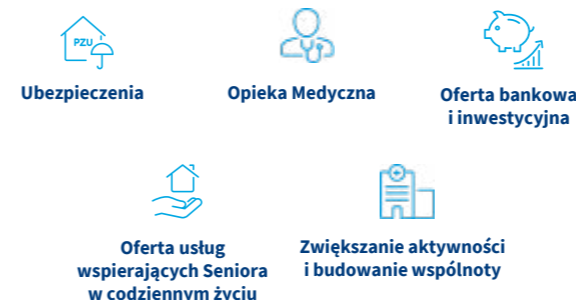 PZU
Ubezpieczenia
Opieka Medyczna
Oferta bankowa
i inwestycyjna
Oferta usług
wspierających Seniora
w codziennym życiu
Zwiększanie aktywności
i budowanie wspólnoty